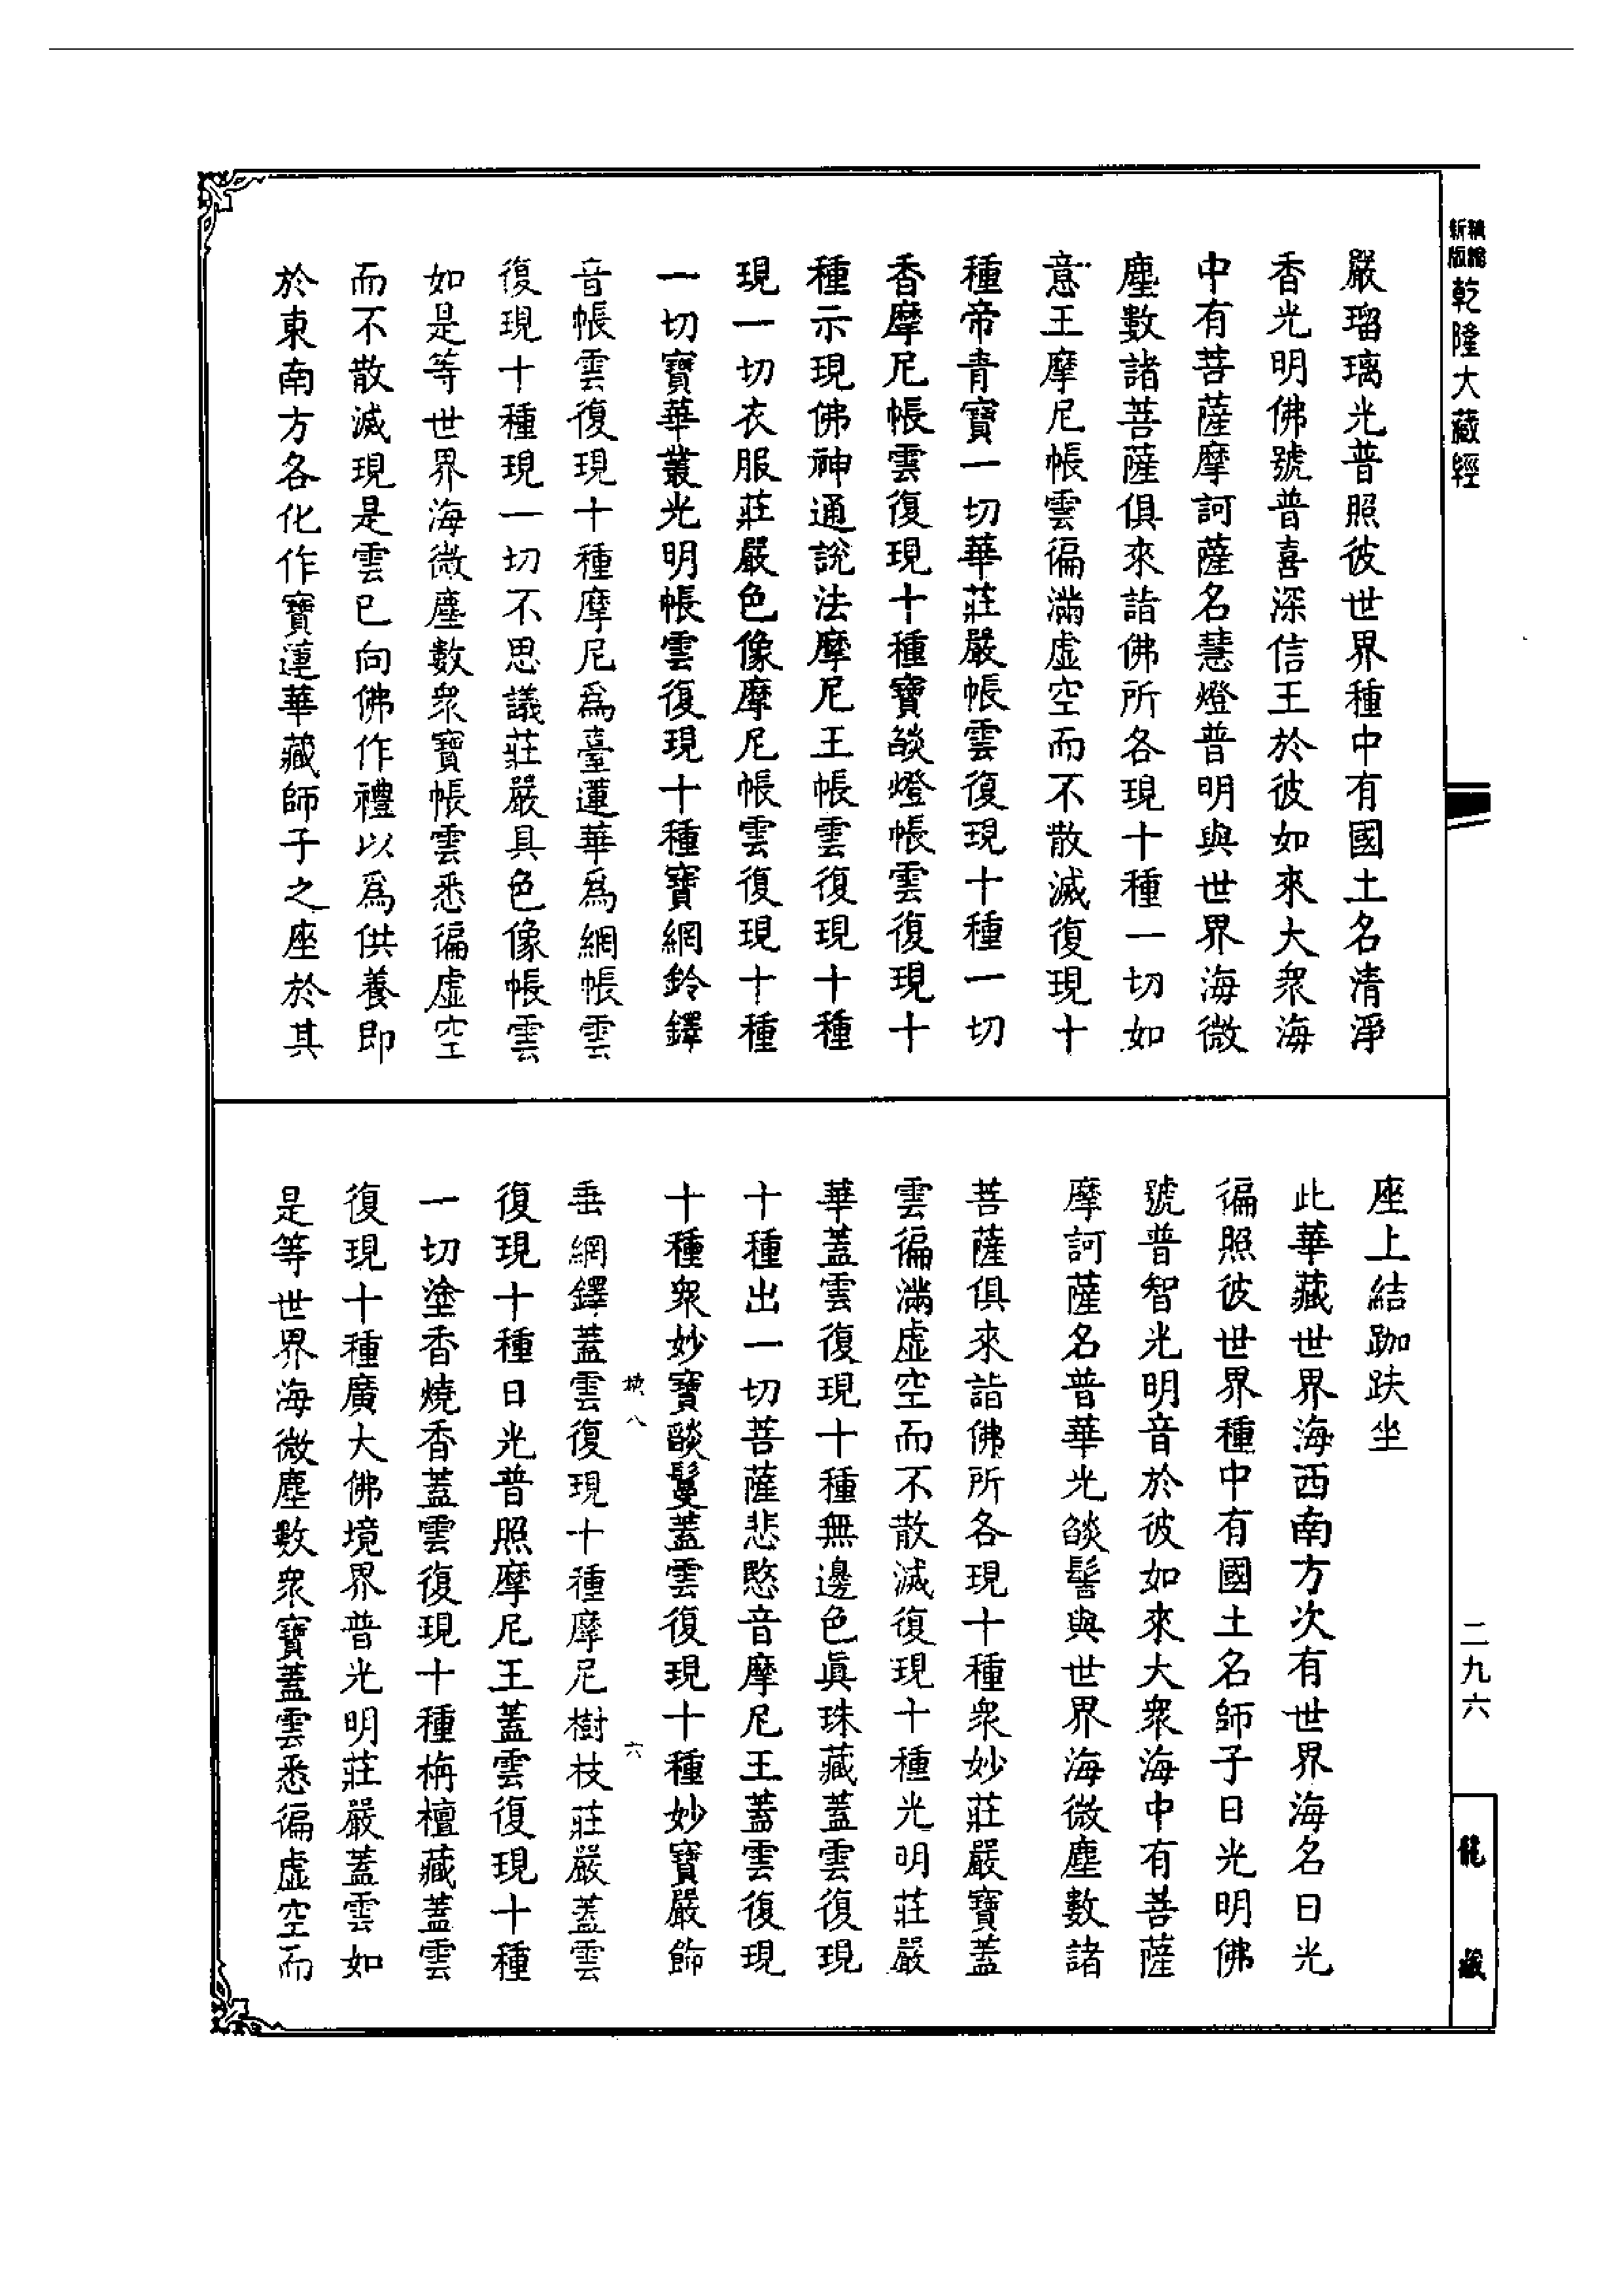 新編縮版
乾隆大藏經
嚴瑠璃光普照彼世界種中有國土名清淨
香光明佛號普喜深信王於彼如來大衆海
中有菩薩摩訶薩名慧燈普明與世界海微
塵數諸菩薩俱來詣佛所各現十種一切如
意王摩尼帳雲徧滿虛空而不散滅復現十
種帝青寶一切華莊嚴帳雲復現十種一切
香摩尼帳雲復現十種寶𦦨燈帳雲復現十
種示現佛神通說法摩尼王帳雲復現十種
現一切衣服莊嚴色像摩尼帳雲復現十種
一切寶華叢光明帳雲復現十種寶網鈴鐸
音帳雲復現十種摩尼爲臺蓮華爲網帳雲
復現十種現一切不思議莊嚴具色像帳雲
如是等世界海微塵數衆寶帳雲悉徧虛空
而不散滅現是雲已向佛作禮以爲供養即
於東南方各化作寶蓮華藏師子之座於其
座上結跏趺坐
此華藏世界海西南方次有世界海名日光
徧照彼世界種中有國土名師子日光明佛
號普智光明音於彼如來大衆海中有菩薩
摩訶薩名普華光𦦨髻與世界海微塵數諸
菩薩俱來詣佛所各現十種衆妙莊嚴寶蓋
雲徧滿虛空而不散滅復現十種光明莊嚴
華蓋雲復現十種無邊色眞珠藏蓋雲復現
十種出一切菩薩悲愍音摩尼王蓋雲復現
十種衆妙寶𦦨鬘蓋雲復現十種妙寶嚴飾
橫八 六
垂網鐸蓋雲復現十種摩尼樹枝莊嚴蓋雲
復現十種日光普照摩尼王蓋雲復現十種
一切塗香燒香蓋雲復現十種栴檀藏蓋雲
復現十種廣大佛境界普光明莊嚴蓋雲如
是等世界海微塵數衆寶蓋雲悉徧虛空而
二九六
龍藏